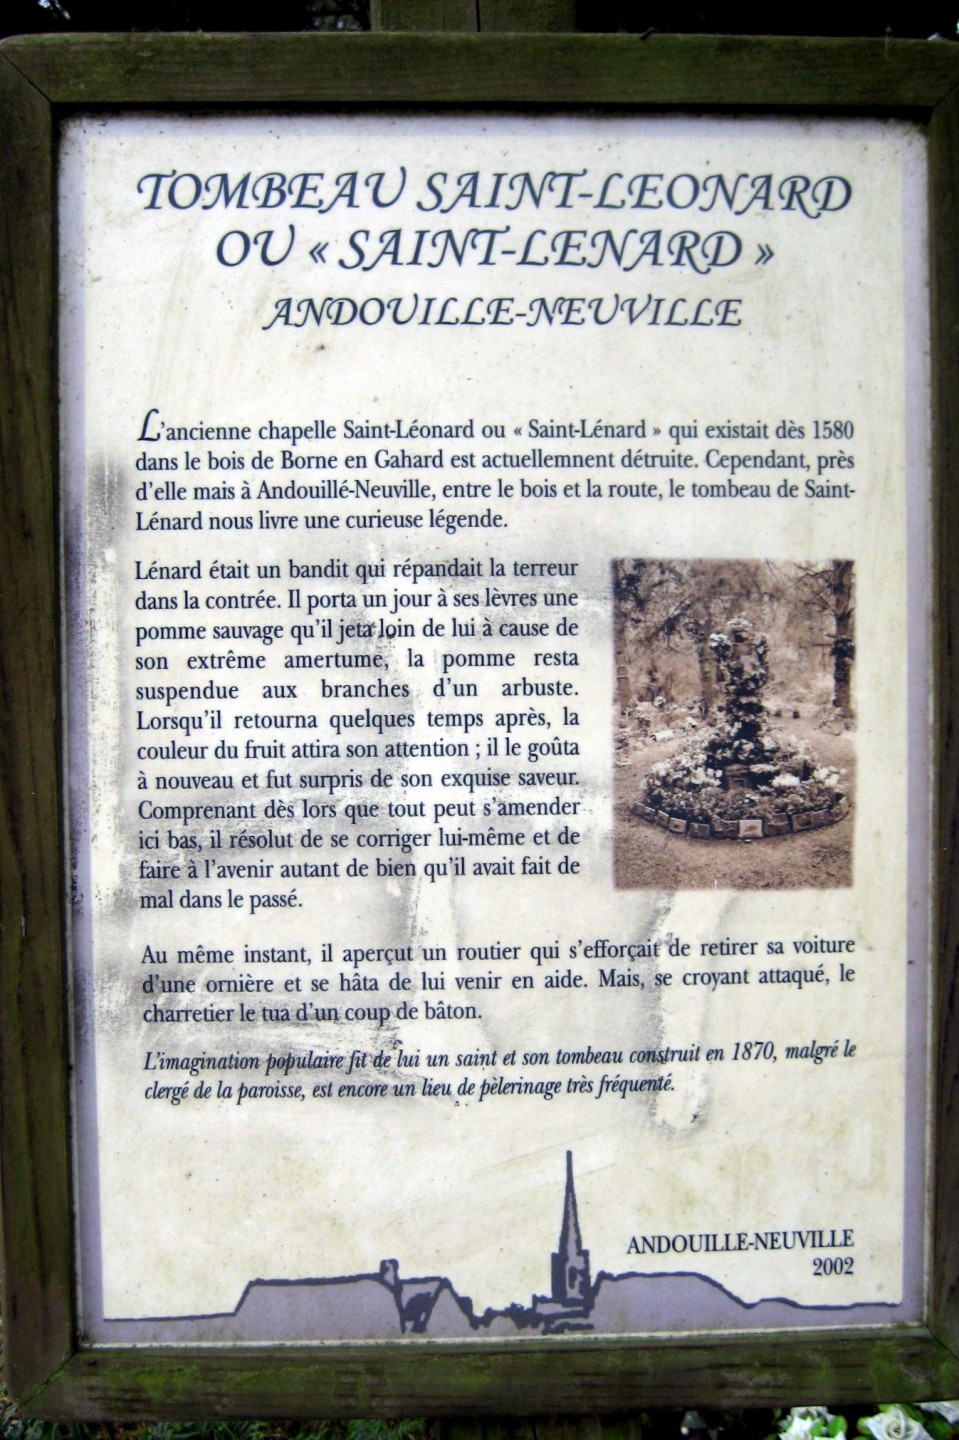 TOMBEAU SAINT-LEONARD
OU « SAINT-LENARD »
ANDOUILLE-NEUVILLE
L'ancienne chapelle Saint-Léonard ou « Saint-Lénard » qui existait dès 1580
dans le bois de Borne en Gahard est actuellemnent détruite. Cependant, près
d'elle mais à Andouillé-Neuville, entre le bois et la route, le tombeau de Saint-
Lénard nous livre une curieuse légende.
Lénard était un bandit qui répandait la terreur
dans la contrée. Il porta un jour à ses lèvres une
pomme sauvage qu'il jeta loin de lui à cause de
son extrême amertume, la pomme resta
suspendue aux branches d'un arbuste.
Lorsqu'il retourna quelques temps après, la
couleur du fruit attira son attention ; il le goûta
à nouveau et fut surpris de son exquise saveur.
Comprenant dès lors que tout peut s'amender
ici bas, il résolut de se corriger lui-même et de
faire à l'avenir autant de bien qu'il avait fait de
mal dans le passé.
Au même instant, il aperçut un routier qui s'efforçait de retirer sa voiture
d'une ornière et se hâta de lui venir en aide. Mais, se croyant attaqué, le
charretier le tua d'un coup de bâton.
L'imagination populaire fit de lui un saint et son tombeau construit en 1870, malgré le
clergé de la paroisse, est encore un lieu de pèlerinage très fréquenté.
ANDOUILLE-NEUVILLE
2002